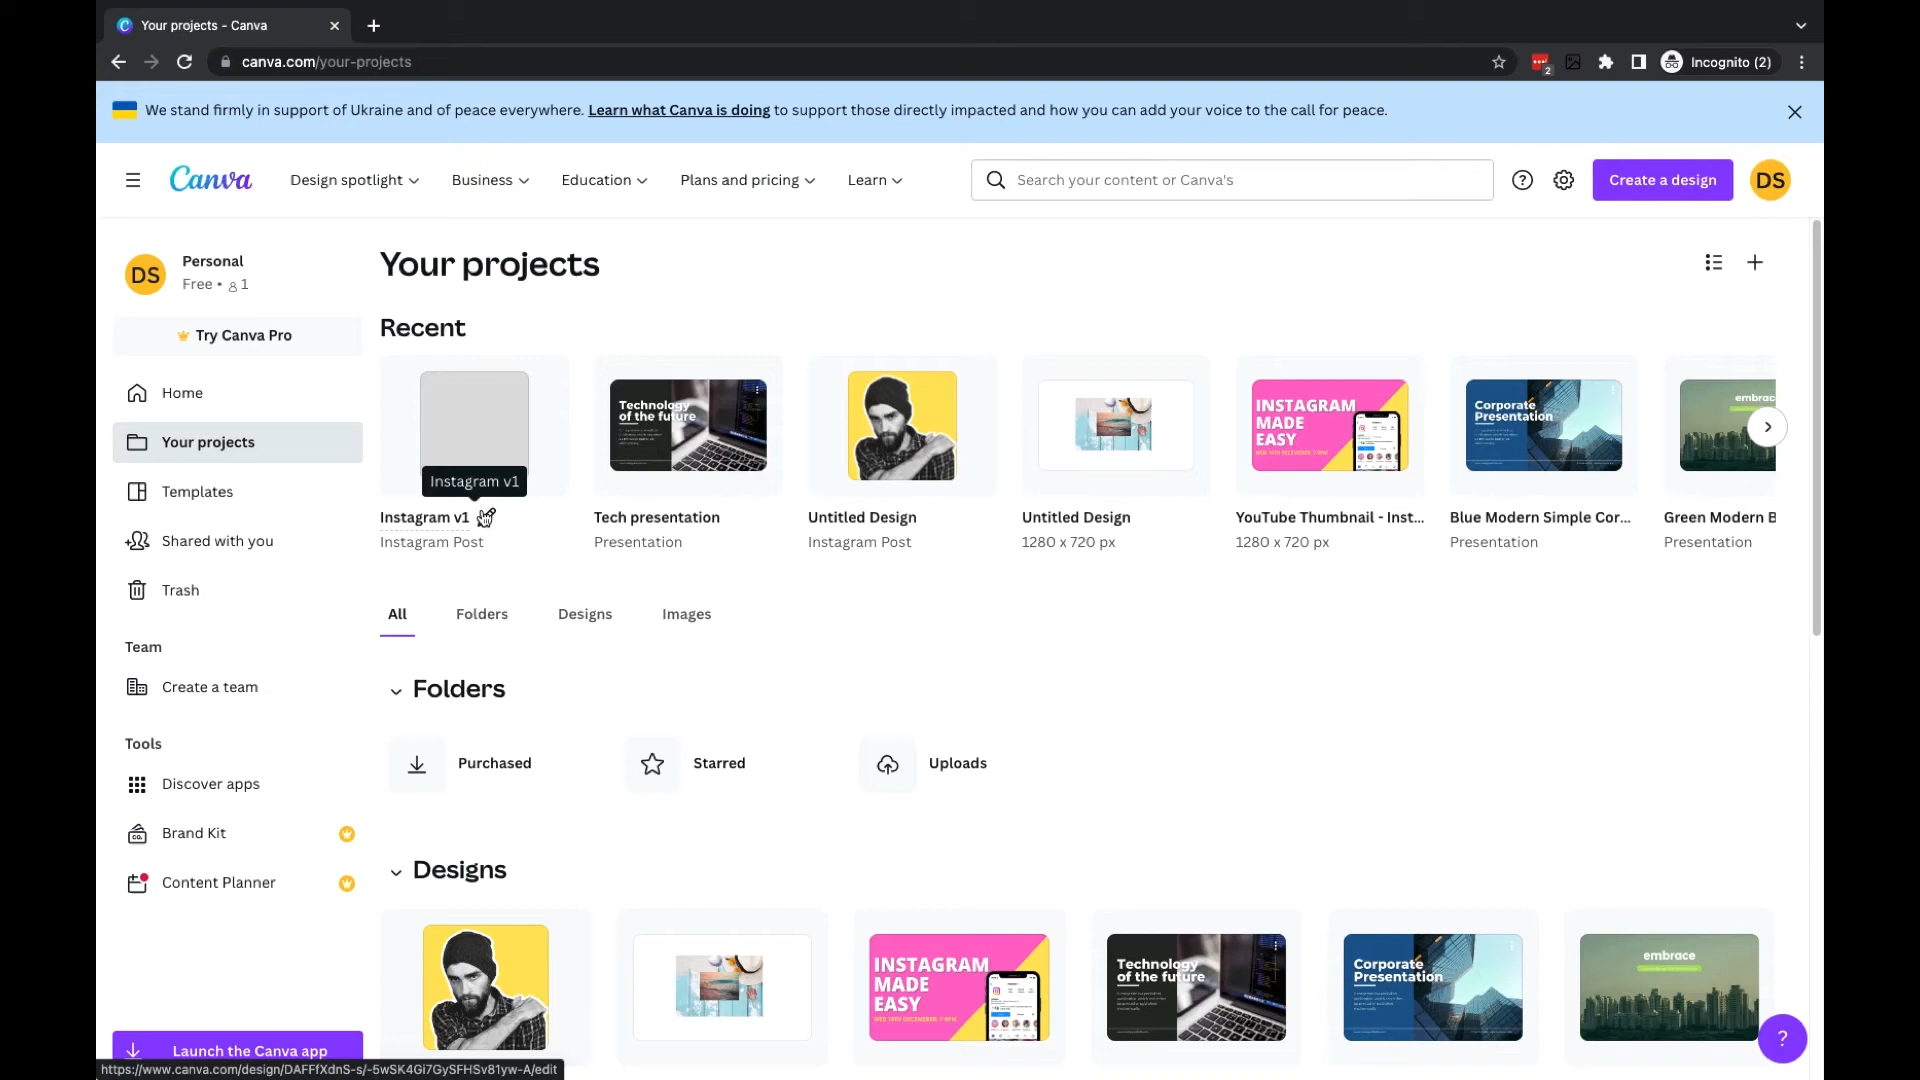 Your projects - Canva
canva.com/your-projects
2
Incognito (2)
We stand firmly in support of Ukraine and of peace everywhere. Learn what Canva is doing to support those directly impacted and how you can add your voice to the call for peace.
Canva
Design spotlight
Business
Education
Plans and pricing
Learn
Search your content or Canva's
Create a design
DS
DS
Personal
Free • 1
Try Canva Pro
Home
Your projects
Templates
Shared with you
Trash
Team
Create a team
Tools
Discover apps
Brand Kit
Content Planner
Launch the Canva app
Your projects
Recent
Instagram v1
Instagram v1
Instagram Post
Technology
of the future
Tech presentation
Presentation
Untitled Design
Instagram Post
Untitled Design
1280 x 720 px
INSTAGRAM
MADE
EASY
YouTube Thumbnail - Inst...
1280 x 720 px
Corporate
Presentation
Blue Modern Simple Cor...
Presentation
embrac
Green Modern B
Presentation
All
Folders
Designs
Images
Folders
Purchased
Starred
Uploads
Designs
INSTAGRAM
MADE
EASY
WED 16TH DECEMEBER, 7-9PM
Technology
of the future
Corporate
Presentation
embrace
?
https://www.canva.com/design/DAFFfXdnS-s/-5wSK4Gi7GySFHSv81yw-A/edit